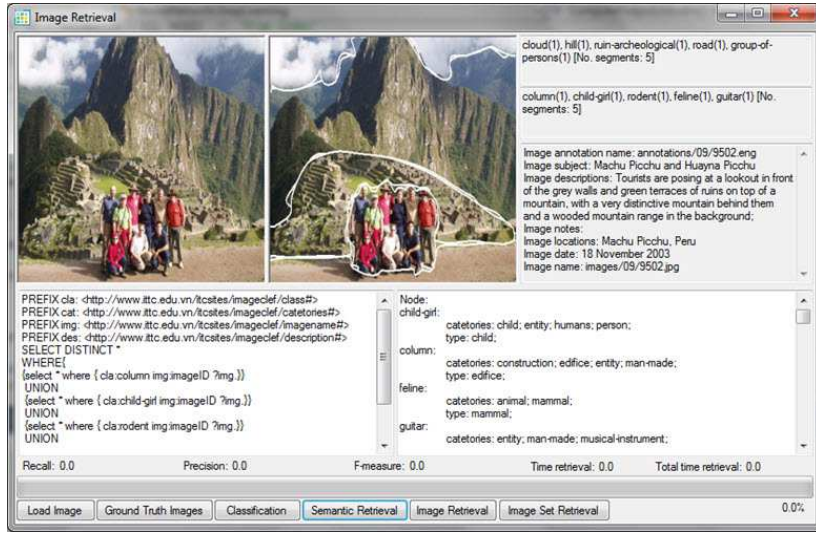 Image Retrieval
cloud(1), hill(1), ruin-archeological(1), road(1), group-of-
persons(1) [No. segments: 5]
column(1), child-girl(1), rodent(1), feline(1), guitar(1) [No.
segments: 5]
Image annotation name: annotations/09/9502.eng
Image subject: Machu Picchu and Huayna Picchu
Image descriptions: Tourists are posing at a lookout in front
of the grey walls and green terraces of ruins on top of a
mountain, with a very distinctive mountain behind them
and a wooded mountain range in the background;
Image notes:
Image locations: Machu Picchu, Peru
Image date: 18 November 2003
Image name: images/09/9502.jpg
PREFIX cla: <http://www.ittc.edu.vn/itcsites/imageclef/class#>
PREFIX cat: <http://www.ittc.edu.vn/itcsites/imageclef/catetories#>
PREFIX img: <http://www.ittc.edu.vn/itcsites/imageclef/imagename#>
PREFIX des: <http://www.ittc.edu.vn/itcsites/imageclef/description#>
SELECT DISTINCT *
WHERE{
{select * where { cla:column img:imageID ?img.}}
UNION
{select * where { cla:child-girl img:imageID ?img.}}
UNION
{select * where { cla:rodent img:imageID ?img.}}
UNION
Node:
child-girl:
catetories: child; entity; humans; person;
type: child;
column:
catetories: construction; edifice; entity; man-made;
type: edifice;
feline:
catetories: animal; mammal;
type: mammal;
guitar:
catetories: entity; man-made; musical-instrument;
Recall: 0.0 Precision: 0.0 F-measure: 0.0 Time retrieval: 0.0 Total time retrieval: 0.0
Load Image Ground Truth Images Classification Semantic Retrieval Image Retrieval Image Set Retrieval 0.0%